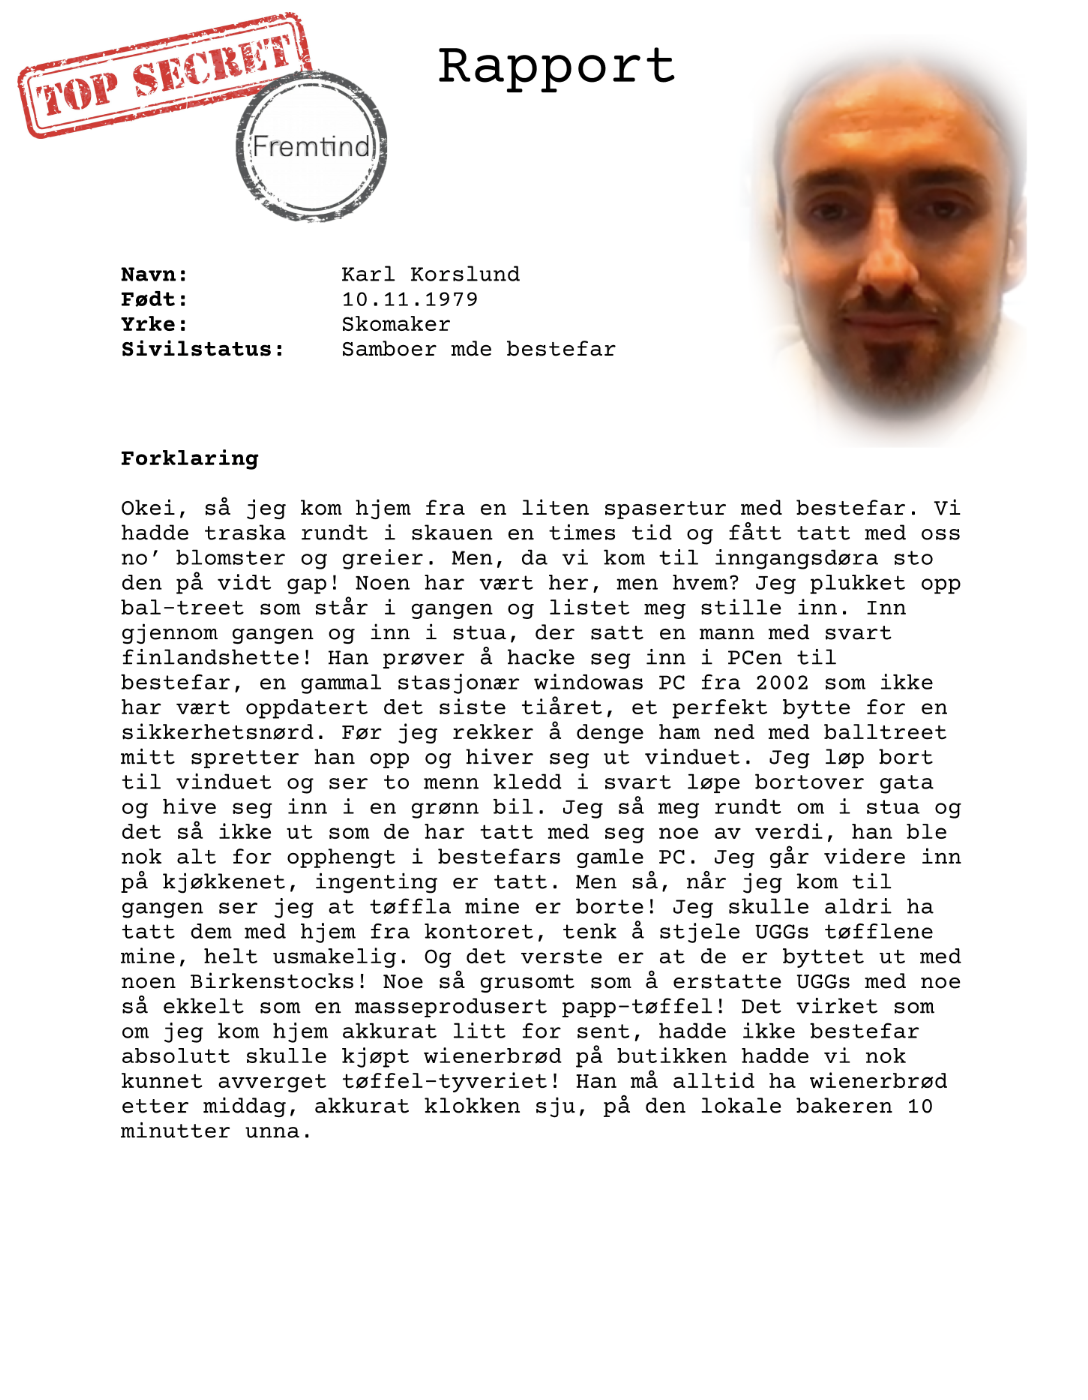 TOP SECRET
Fremtind
Rapport
Navn: Karl Korslund
Født: 10.11.1979
Yrke: Skomaker
Sivilstatus: Samboer mde bestefar
Forklaring
Okei, så jeg kom hjem fra en liten spasertur med bestefar. Vi
hadde traska rundt i skauen en times tid og fått tatt med oss
no’ blomster og greier. Men, da vi kom til inngangsdøra sto
den på vidt gap! Noen har vært her, men hvem? Jeg plukket opp
bal-treet som står i gangen og listet meg stille inn. Inn
gjennom gangen og inn i stua, der satt en mann med svart
finlandshette! Han prøver å hacke seg inn i PCen til
bestefar, en gammal stasjonær windowas PC fra 2002 som ikke
har vært oppdatert det siste tiåret, et perfekt bytte for en
sikkerhetsnørd. Før jeg rekker å denge ham ned med balltreet
mitt spretter han opp og hiver seg ut vinduet. Jeg løp bort
til vinduet og ser to menn kledd i svart løpe bortover gata
og hive seg inn i en grønn bil. Jeg så meg rundt om i stua og
det så ikke ut som de har tatt med seg noe av verdi, han ble
nok alt for opphengt i bestefars gamle PC. Jeg går videre inn
på kjøkkenet, ingenting er tatt. Men så, når jeg kom til
gangen ser jeg at tøffla mine er borte! Jeg skulle aldri ha
tatt dem med hjem fra kontoret, tenk å stjele UGGs tøfflene
mine, helt usmakelig. Og det verste er at de er byttet ut med
noen Birkenstocks! Noe så grusomt som å erstatte UGGs med noe
så ekkelt som en masseprodusert papp-tøffel! Det virket som
om jeg kom hjem akkurat litt for sent, hadde ikke bestefar
absolutt skulle kjøpt wienerbrød på butikken hadde vi nok
kunnet avverget tøffel-tyveriet! Han må alltid ha wienerbrød
etter middag, akkurat klokken sju, på den lokale bakeren 10
minutter unna.